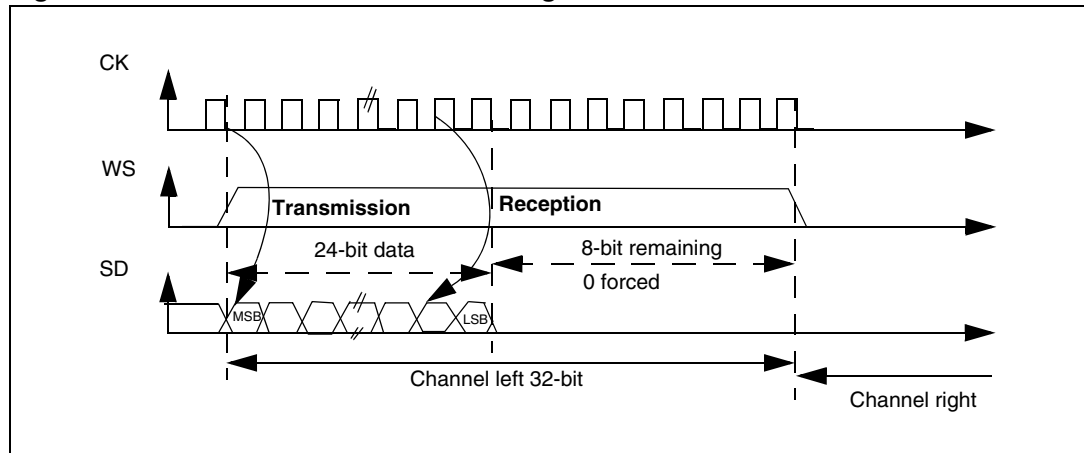 CK
WS
Transmission
Reception
24-bit data
8-bit remaining
0 forced
SD
MSB
LSB
Channel left 32-bit
Channel right